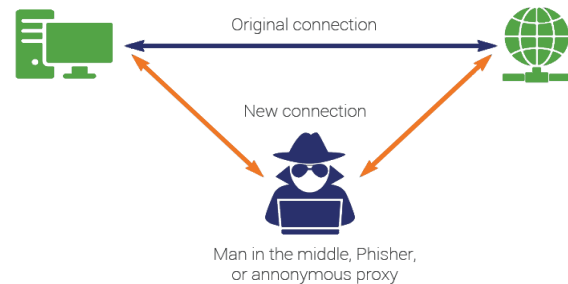 Original connection
New connection
Man in the middle, Phisher,
or annonymous proxy